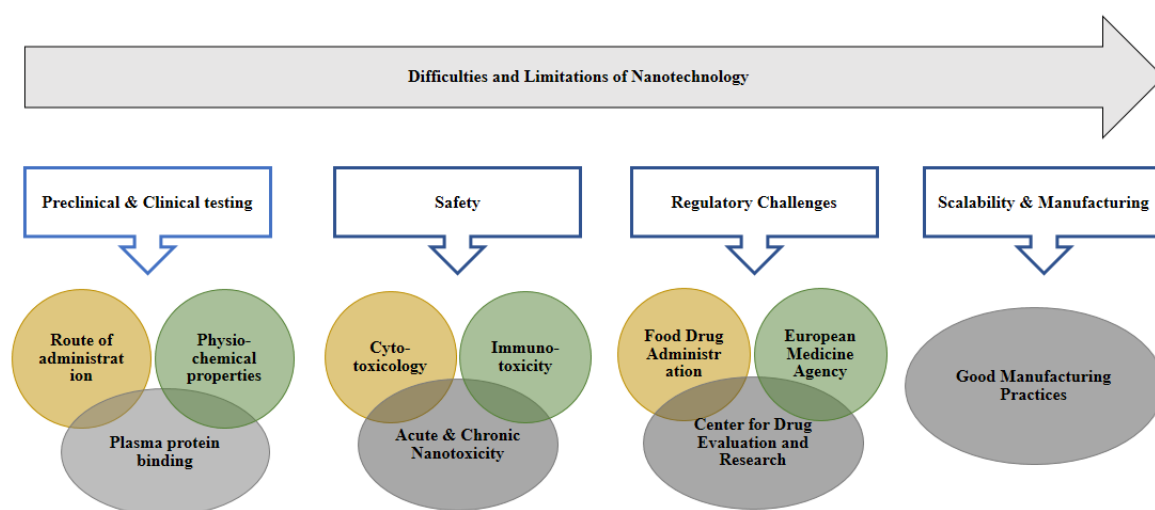 Difficulties and Limitations of Nanotechnology
Preclinical & Clinical testing
Safety
Regulatory Challenges
Scalability & Manufacturing
Route of
administrat
ion
Physio-
chemical
properties
Plasma protein
binding
Cyto-
toxicology
Immuno-
toxicity
Acute & Chronic
Nanotoxicity
Food Drug
Administr
ation
European
Medicine
Agency
Center for Drug
Evaluation and
Research
Good Manufacturing
Practices